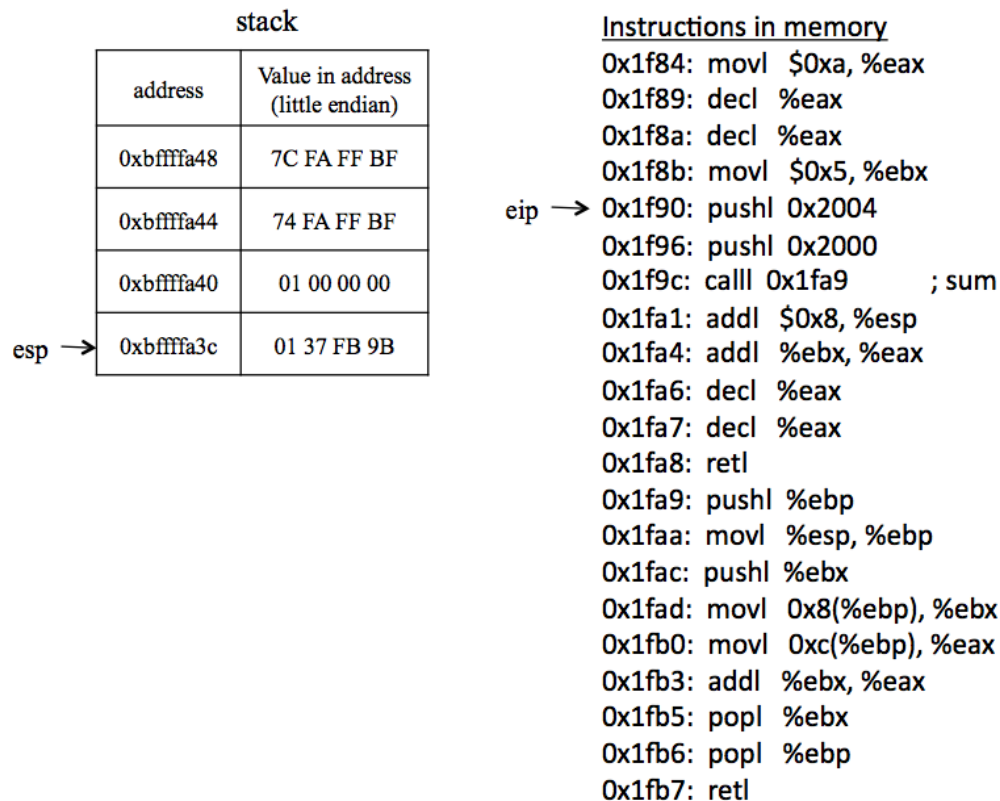 stack
address
Value in address
(little endian)
0xbffffa48 7C FA FF BF
0xbffffa44 74 FA FF BF
0xbffffa40 01 00 00 00
esp 0xbffffa3c 01 37 FB 9B
Instructions in memory
0x1f84: movl $0xa, %eax
0x1f89: decl %eax
0x1f8a: decl %eax
0x1f8b: movl $0x5, %ebx
eip 0x1f90: pushl 0x2004
0x1f96: pushl 0x2000
0x1f9c: calll 0x1fa9 ; sum
0x1fa1: addl $0x8, %esp
0x1fa4: addl %ebx, %eax
0x1fa6: decl %eax
0x1fa7: decl %eax
0x1fa8: retl
0x1fa9: pushl %ebp
0x1faa: movl %esp, %ebp
0x1fac: pushl %ebx
0x1fad: movl 0x8(%ebp), %ebx
0x1fb0: movl 0xc(%ebp), %eax
0x1fb3: addl %ebx, %eax
0x1fb5: popl %ebx
0x1fb6: popl %ebp
0x1fb7: retl